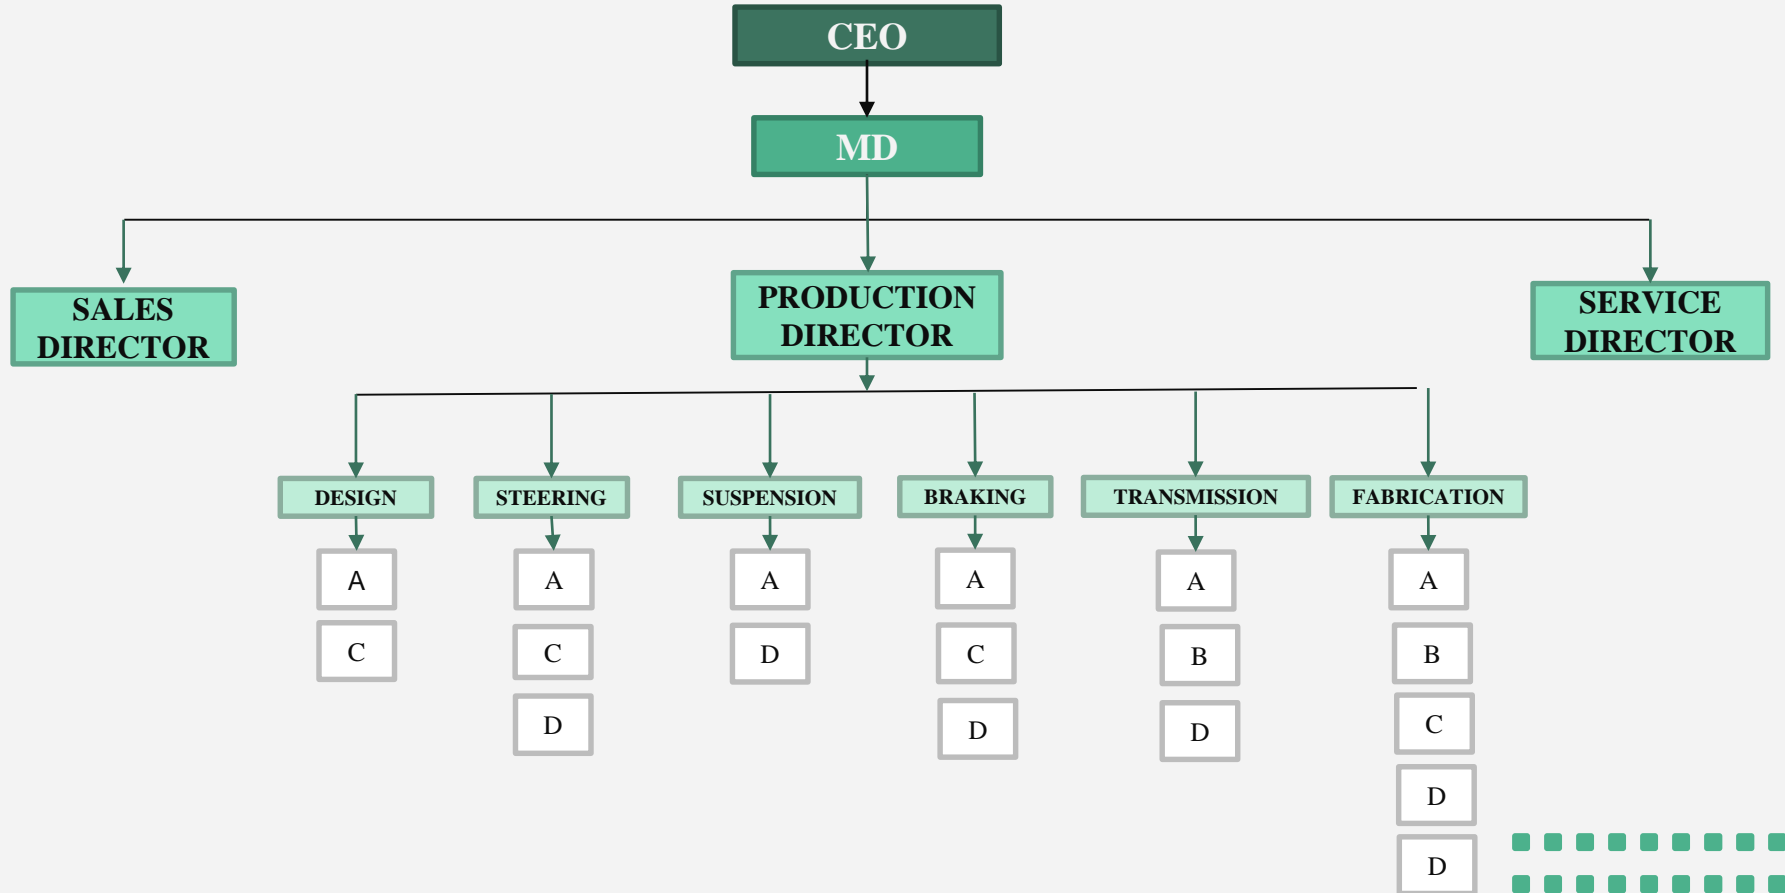 CEO
MD
SALES
DIRECTOR
PRODUCTION
DIRECTOR
SERVICE
DIRECTOR
DESIGN
STEERING
SUSPENSION
BRAKING
TRANSMISSION
FABRICATION
A
A
A
A
A
A
C
C
D
C
B
B
D
D
D
C
D
D